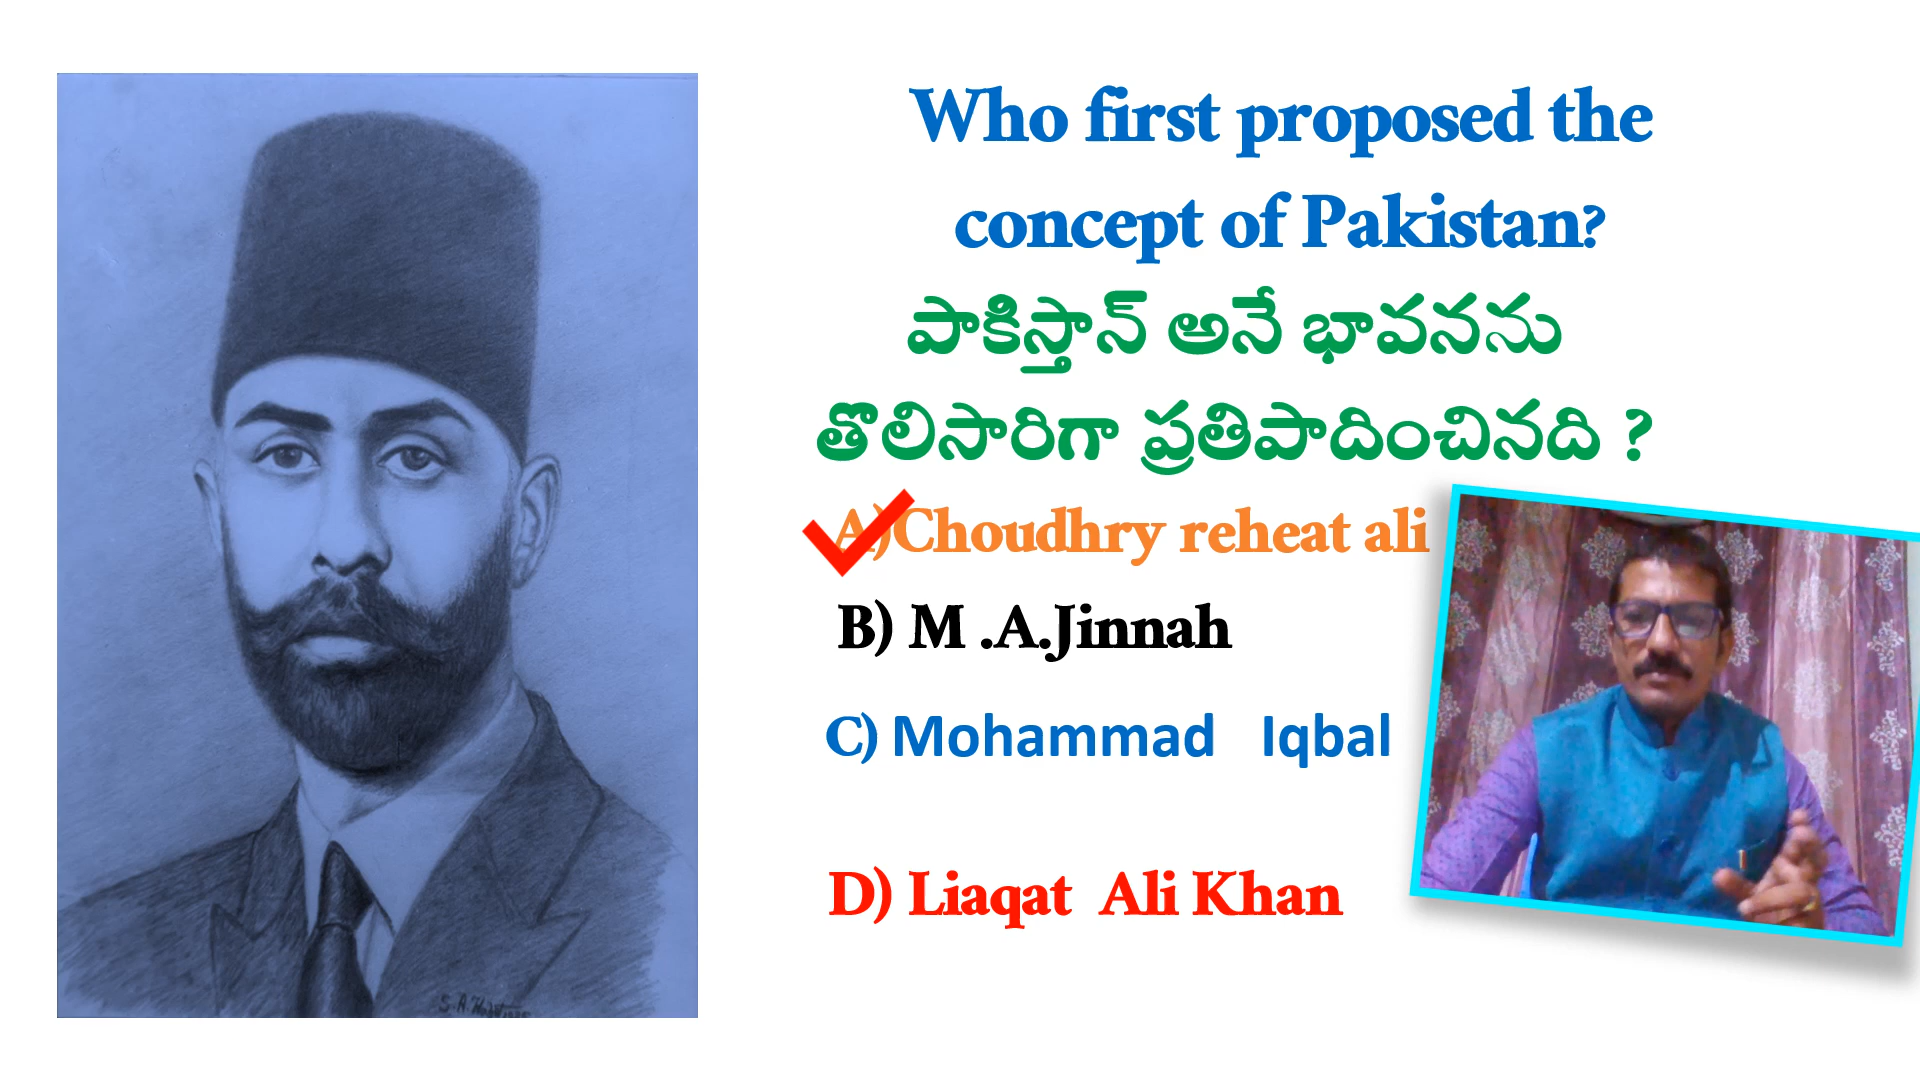 Who first proposed the
concept of Pakistan?
పాకిస్తాన్ అనే భావనను
తొలిసారిగా ప్రతిపాదించినది ?
A)Choudhry reheat ali
B) M .A.Jinnah
C) Mohammad Iqbal
D) Liaqat Ali Khan